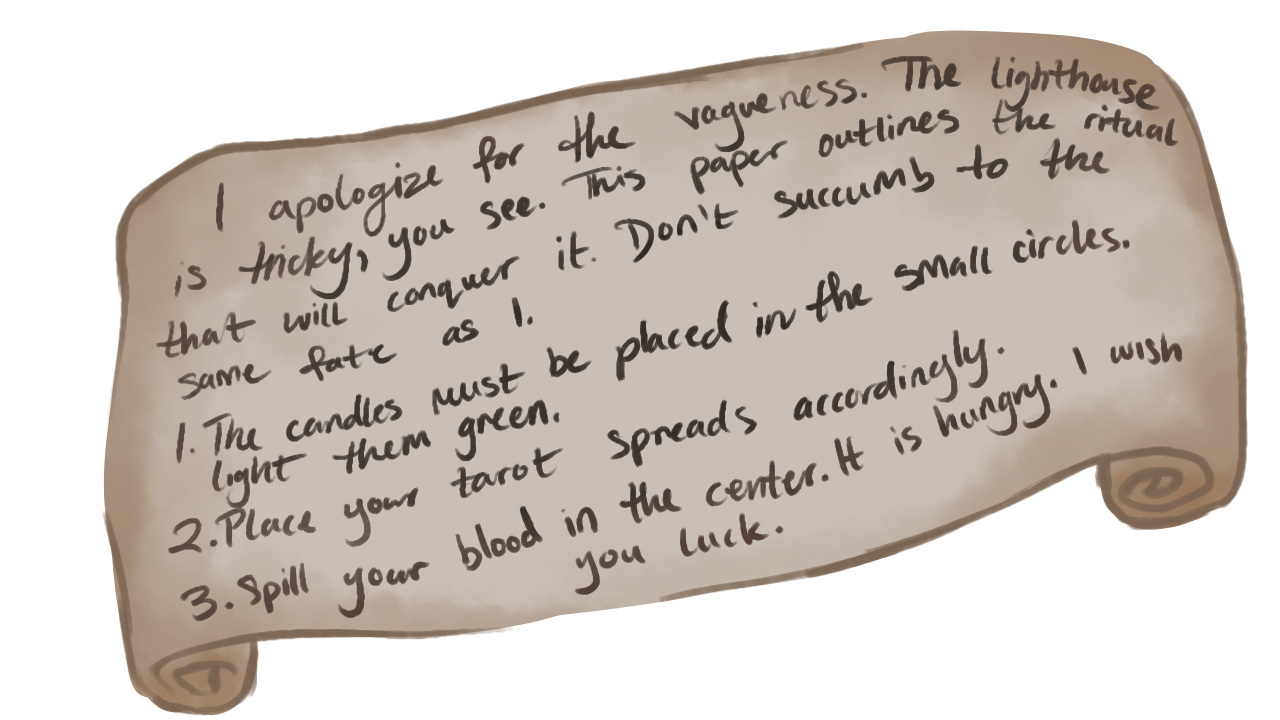 I apologize for the vagueness. The lighthouse
is tricky, you see. This paper outlines the ritual
that will conquer it. Don't succumb to the
same fate as I.
1. The candles must be placed in the small circles.
light them green.
2. Place your tarot spreads accordingly.
3. Spill your blood in the center. It is hungry. I wish
you luck.